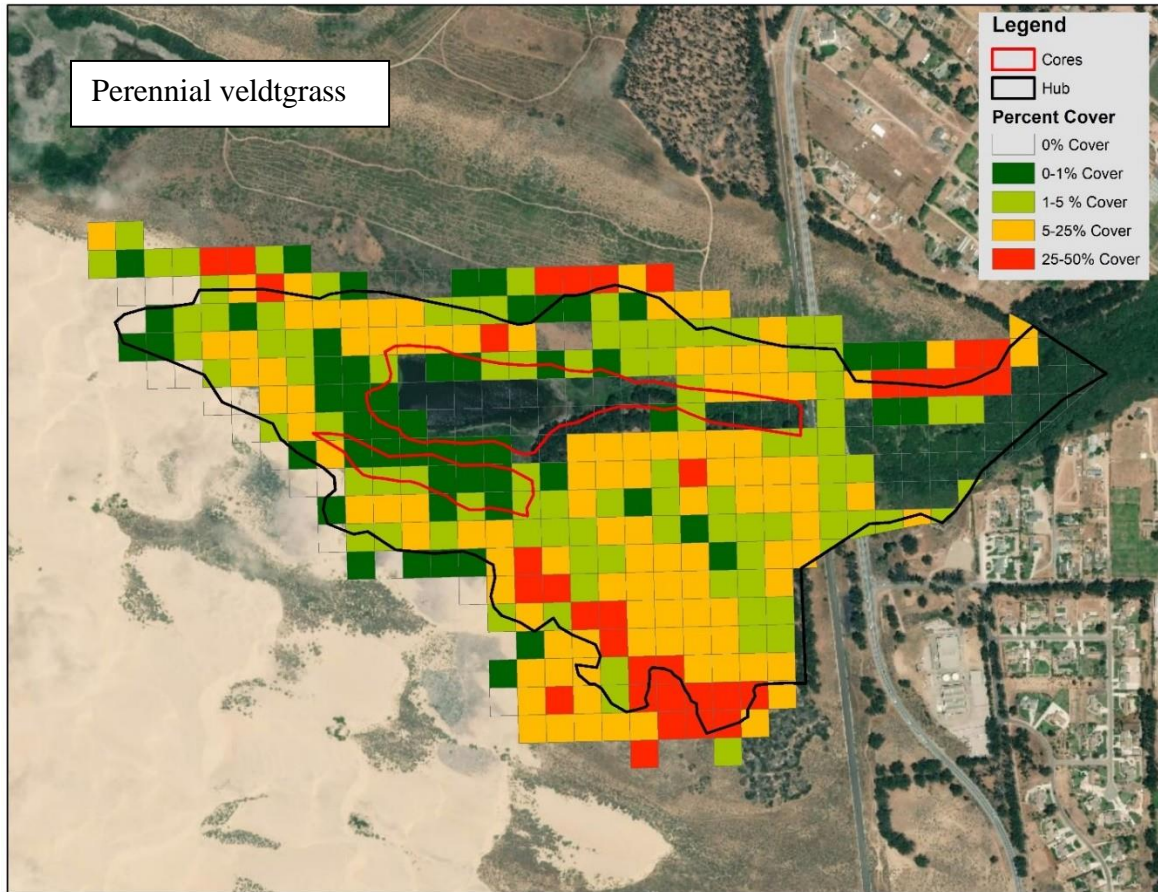 Perennial veldtgrass
Legend
Cores
Hub
Percent Cover
0% Cover
0-1% Cover
1-5 % Cover
5-25% Cover
25-50% Cover